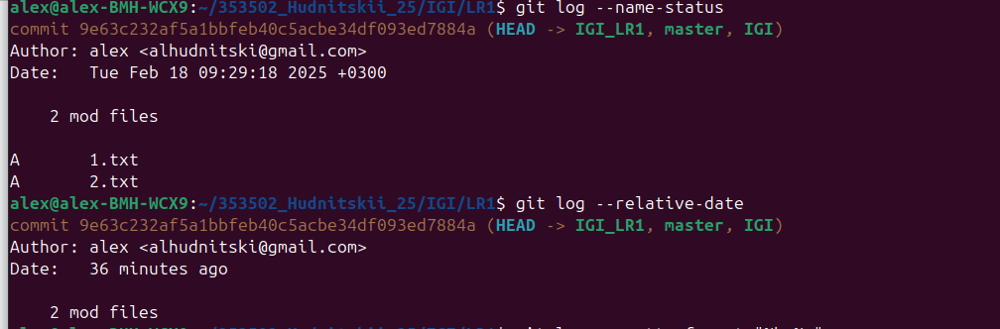 alex@alex-BMH-WCX9:~/353502_Hudnitskii_25/IGI/LR1$ git log --name-status
commit 9e63c232af5a1bbfeb40c5acbe34df093ed7884a (HEAD -> IGI_LR1, master, IGI)
Author: alex <alhudnitski@gmail.com>
Date:   Tue Feb 18 09:29:18 2025 +0300
    2 mod files
A       1.txt
A       2.txt
alex@alex-BMH-WCX9:~/353502_Hudnitskii_25/IGI/LR1$ git log --relative-date
commit 9e63c232af5a1bbfeb40c5acbe34df093ed7884a (HEAD -> IGI_LR1, master, IGI)
Author: alex <alhudnitski@gmail.com>
Date:   36 minutes ago
    2 mod files